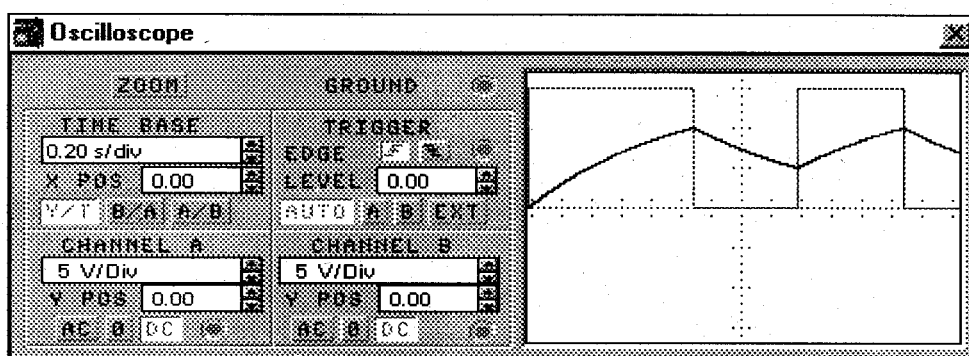 Oscilloscope
ZOOM GROUND
TIME BASE
0.20 s/div
X POS 0.00
Y/T B/A A/B
TRIGGER
EDGE
LEVEL 0.00
AUTO A B EXT
CHANNEL A
5 V/Div
Y POS 0.00
AC 0 DC
CHANNEL B
5 V/Div
Y POS 0.00
AC 0 DC